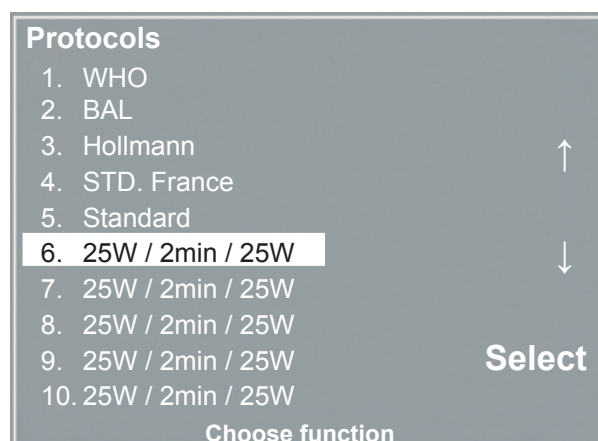 Protocols
1. WHO
2. BAL
3. Hollmann
↑
4. STD. France
5. Standard
6. 25W / 2min / 25W
↓
7. 25W / 2min / 25W
8. 25W / 2min / 25W
9. 25W / 2min / 25W
Select
10. 25W / 2min / 25W
Choose function